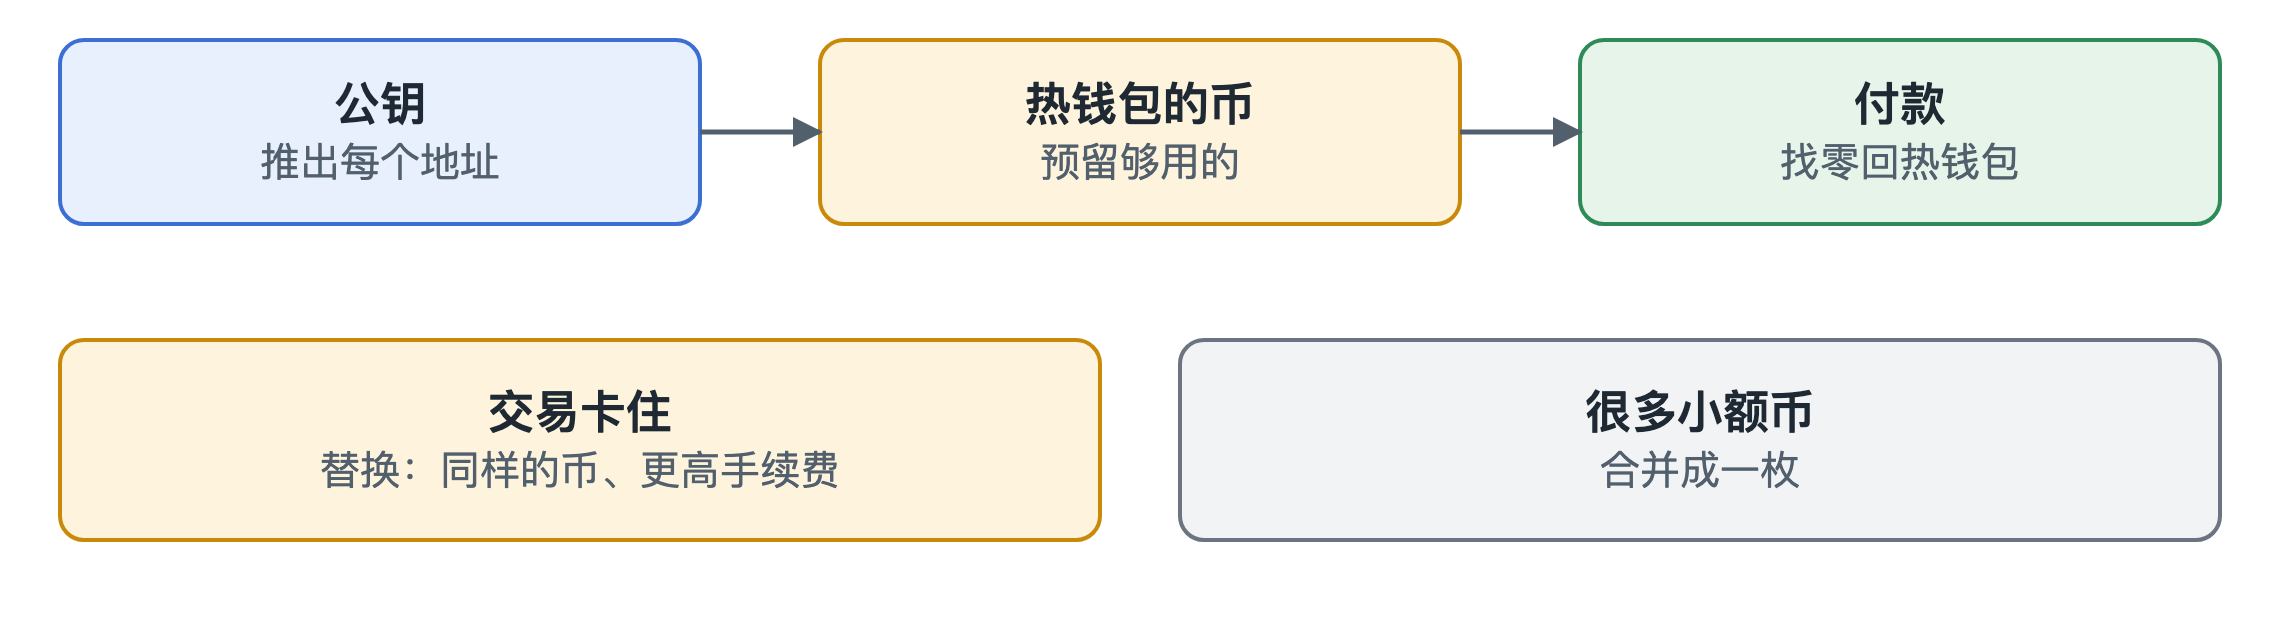 公钥
推出每个地址
热钱包的币
预留够用的
付款
找零回热钱包
交易卡住
替换：同样的币、更高手续费
很多小额币
合并成一枚